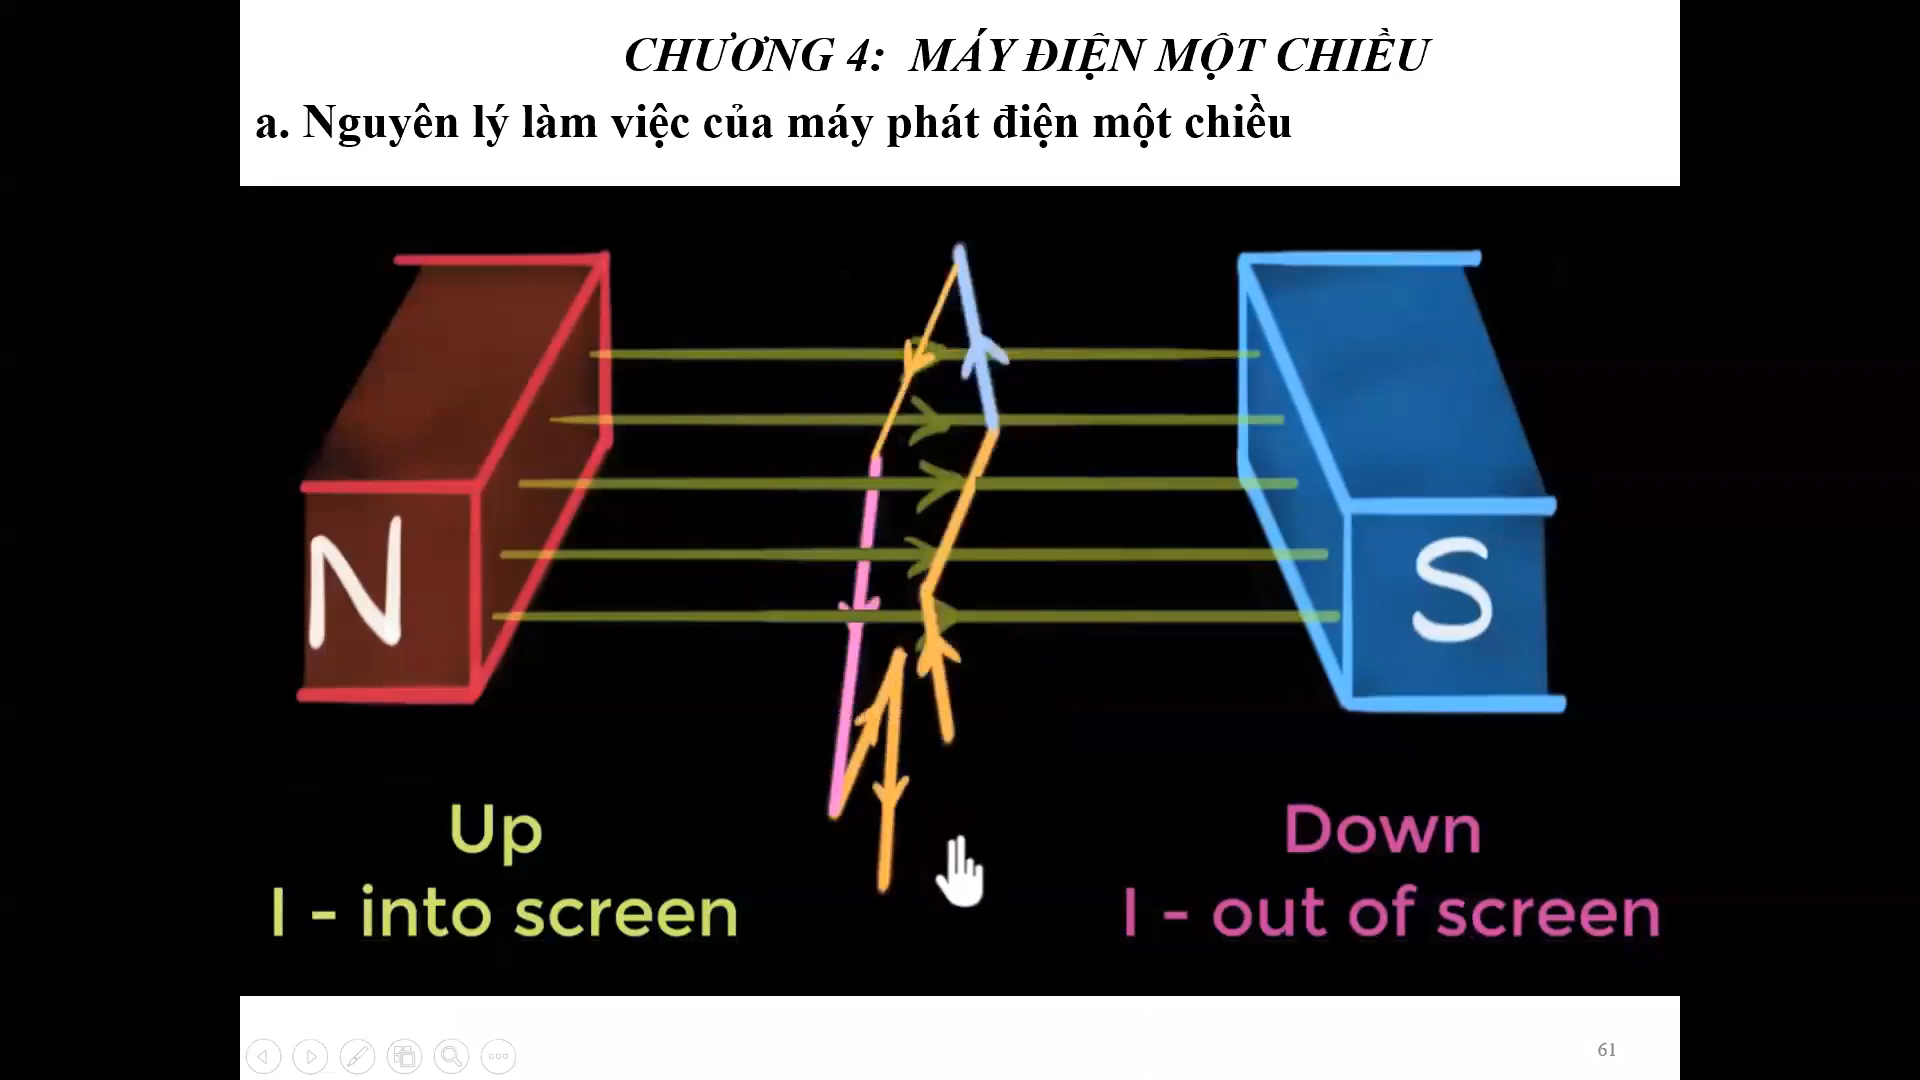 CHƯƠNG 4: MÁY ĐIỆN MỘT CHIỀU
a. Nguyên lý làm việc của máy phát điện một chiều
N
S
Up
I - into screen
Down
I - out of screen
61